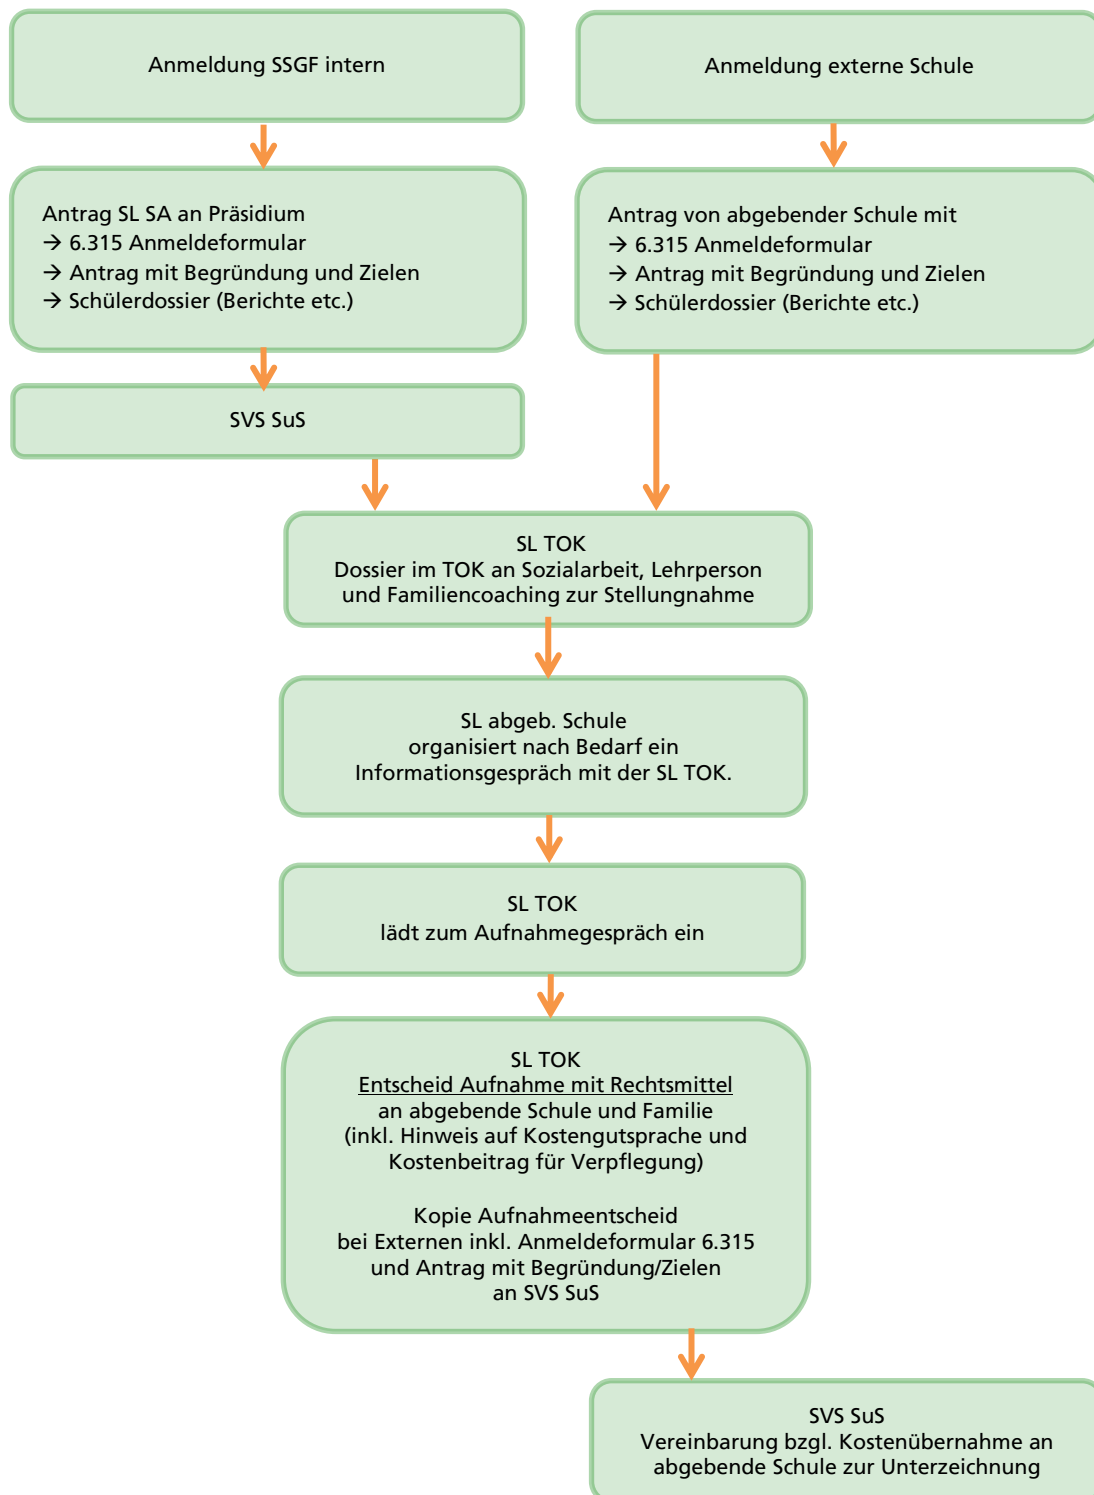 Anmeldung SSGF intern
Anmeldung externe Schule
Antrag SL SA an Präsidium
→ 6.315 Anmeldeformular
→ Antrag mit Begründung und Zielen
→ Schülerdossier (Berichte etc.)
Antrag von abgebender Schule mit
→ 6.315 Anmeldeformular
→ Antrag mit Begründung und Zielen
→ Schülerdossier (Berichte etc.)
SVS SuS
SL TOK
Dossier im TOK an Sozialarbeit, Lehrperson
und Familiencoaching zur Stellungnahme
SL abgeb. Schule
organisiert nach Bedarf ein
Informationsgespräch mit der SL TOK.
SL TOK
lädt zum Aufnahmegespräch ein
SL TOK
Entscheid Aufnahme mit Rechtsmittel
an abgebende Schule und Familie
(inkl. Hinweis auf Kostengutsprache und
Kostenbeitrag für Verpflegung)
Kopie Aufnahmeentscheid
bei Externen inkl. Anmeldeformular 6.315
und Antrag mit Begründung/Zielen
an SVS SuS
SVS SuS
Vereinbarung bzgl. Kostenübernahme an
abgebende Schule zur Unterzeichnung